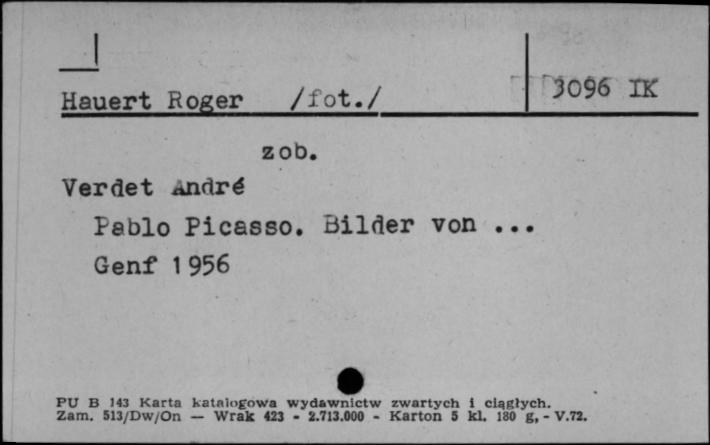 3096 IK
Hauert Roger /fot./
zob.
Verdet André
Pablo Picasso. Bilder von ...
Genf 1956
PU B 143 Karta katalogowa wydawnictw zwartych i ciągłych.
Zam. 513/Dw/On — Wrak 423 - 2.713.000 - Karton 5 kl. 180 g, - V.72.